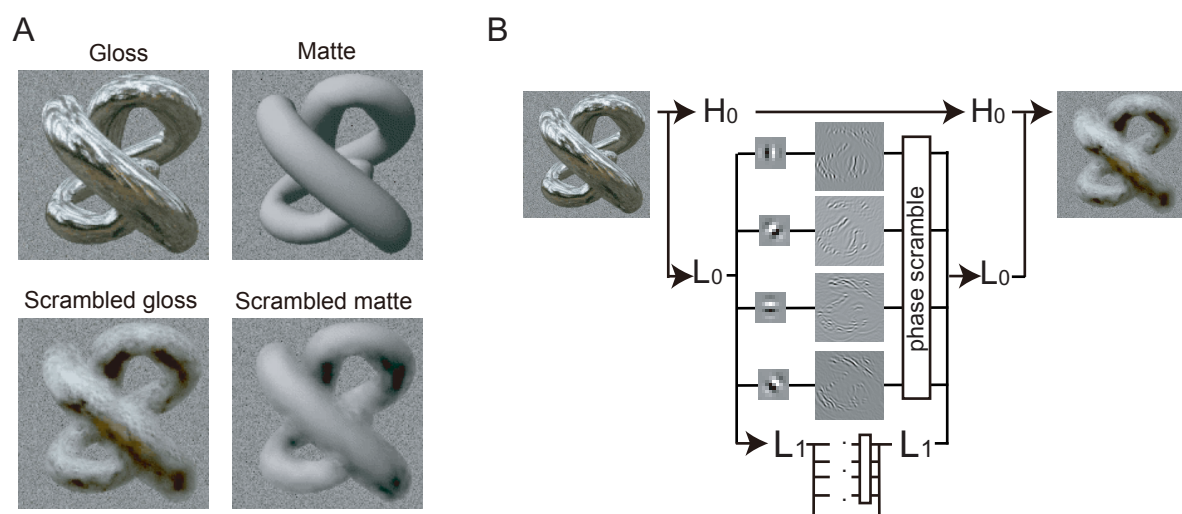 A
Gloss
Matte
Scrambled gloss
Scrambled matte
B
H0
H0
L0
phase scramble
L0
L1
L1